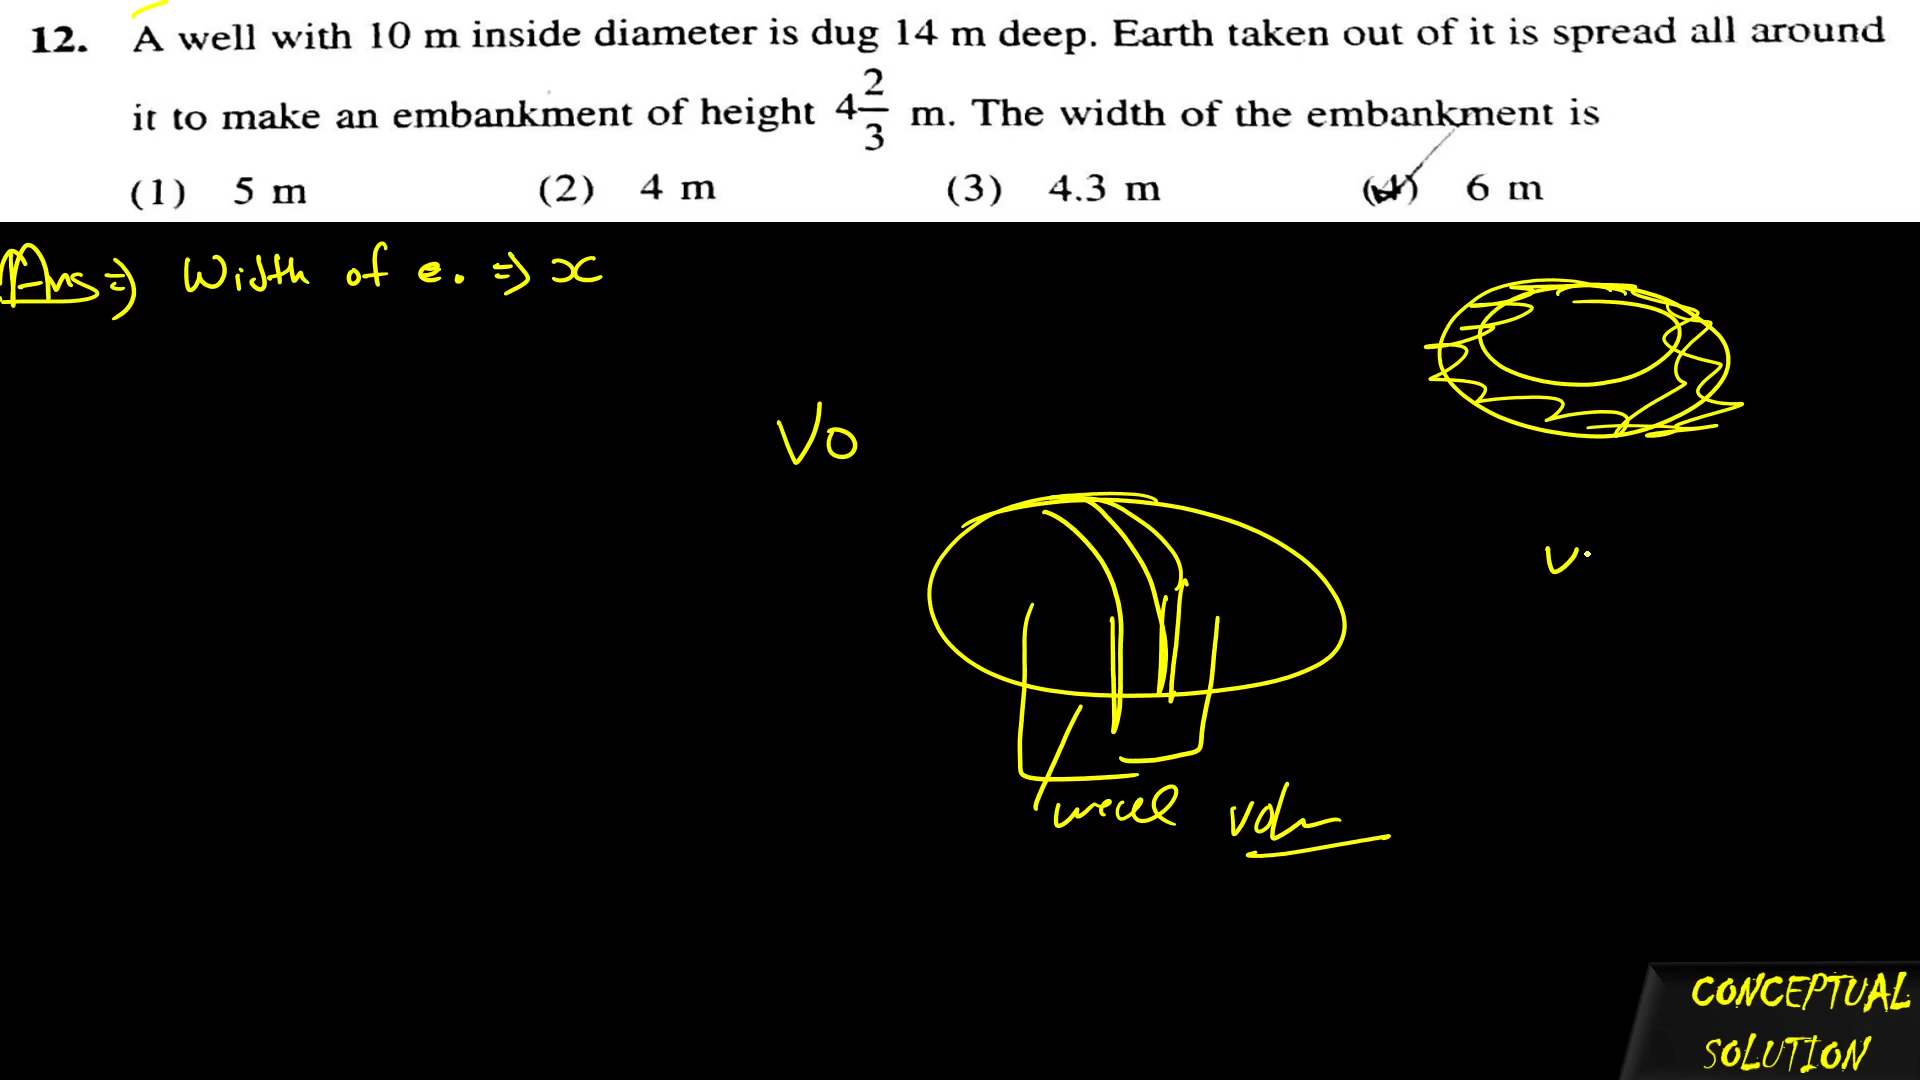 12. A well with 10 m inside diameter is dug 14 m deep. Earth taken out of it is spread all around
it to make an embankment of height 4 2/3 m. The width of the embankment is
(1) 5 m (2) 4 m (3) 4.3 m (4) 6 m
Ans => Width of e. => x
Vo
V.
CONCEPTUAL
SOLUTION